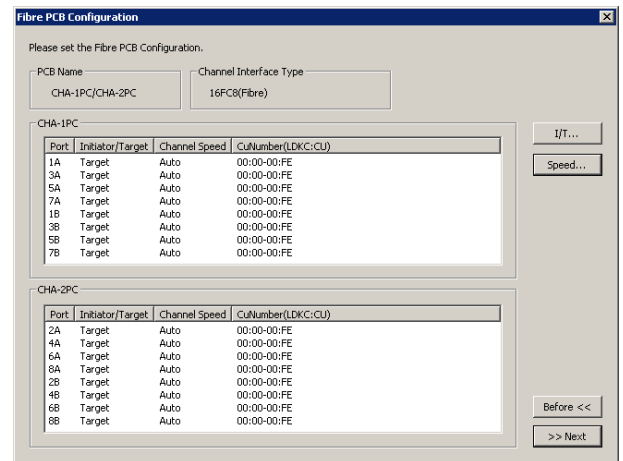 Fibre PCB Configuration
Please set the Fibre PCB Configuration.
PCB Name
CHA-1PC/CHA-2PC
Channel Interface Type
16FC8(Fibre)
CHA-1PC
Port Initiator/Target Channel Speed CuNumber(LDKC:CU)
1A Target Auto 00:00-00:FE
3A Target Auto 00:00-00:FE
5A Target Auto 00:00-00:FE
7A Target Auto 00:00-00:FE
1B Target Auto 00:00-00:FE
3B Target Auto 00:00-00:FE
5B Target Auto 00:00-00:FE
7B Target Auto 00:00-00:FE
I/T...
Speed...
CHA-2PC
Port Initiator/Target Channel Speed CuNumber(LDKC:CU)
2A Target Auto 00:00-00:FE
4A Target Auto 00:00-00:FE
6A Target Auto 00:00-00:FE
8A Target Auto 00:00-00:FE
2B Target Auto 00:00-00:FE
4B Target Auto 00:00-00:FE
6B Target Auto 00:00-00:FE
8B Target Auto 00:00-00:FE
Before <<
>> Next